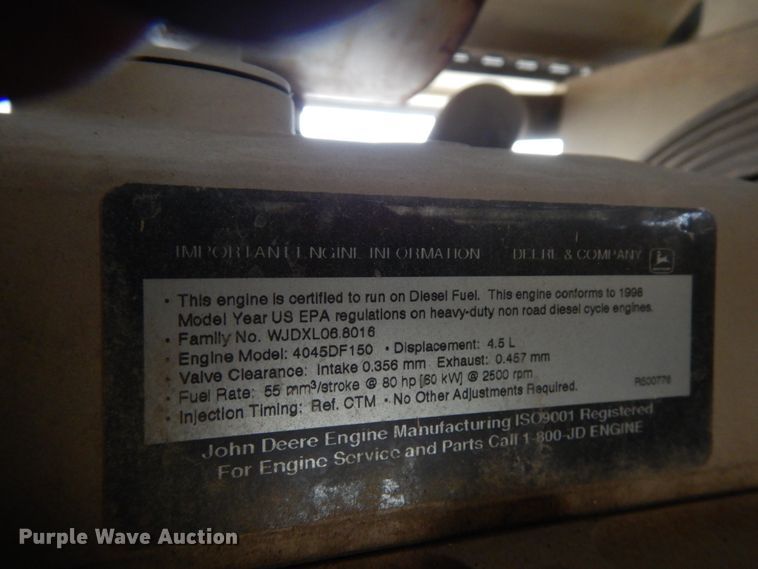 IMPORTANT ENGINE INFORMATION DEERE & COMPANY
• This engine is certified to run on Diesel Fuel. This engine conforms to 1998
Model Year US EPA regulations on heavy-duty non road diesel cycle engines.
• Family No. WJDXL06.8016
• Engine Model: 4045DF150 • Displacement: 4.5 L
• Valve Clearance: Intake 0.356 mm Exhaust: 0.457 mm
• Fuel Rate: 55 mm³/stroke @ 80 hp [60 kW] @ 2500 rpm
• Injection Timing: Ref. CTM • No Other Adjustments Required. R500776
John Deere Engine Manufacturing ISO9001 Registered
For Engine Service and Parts Call 1-800-JD ENGINE
Purple Wave Auction